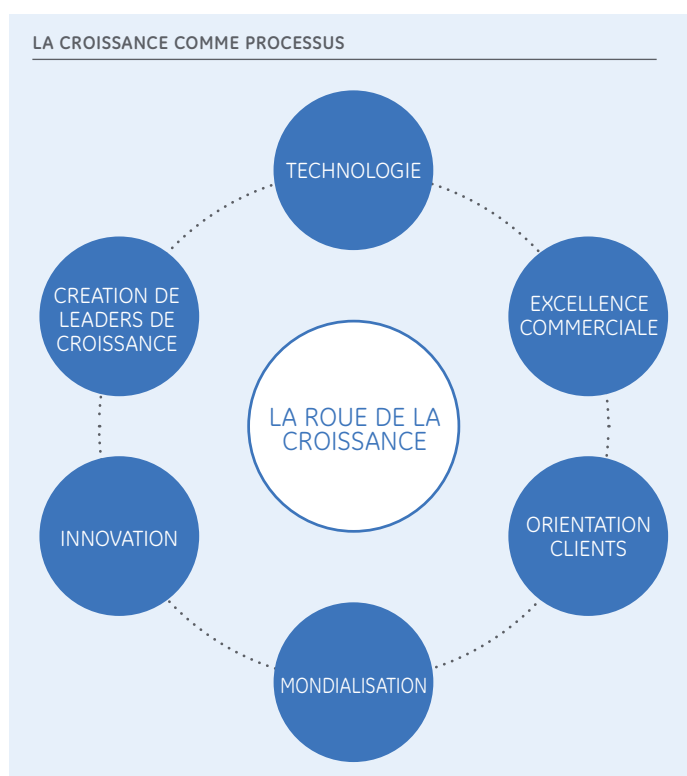 LA CROISSANCE COMME PROCESSUS
TECHNOLOGIE
EXCELLENCE
COMMERCIALE
ORIENTATION
CLIENTS
MONDIALISATION
INNOVATION
CREATION DE
LEADERS DE
CROISSANCE
LA ROUE DE LA
CROISSANCE